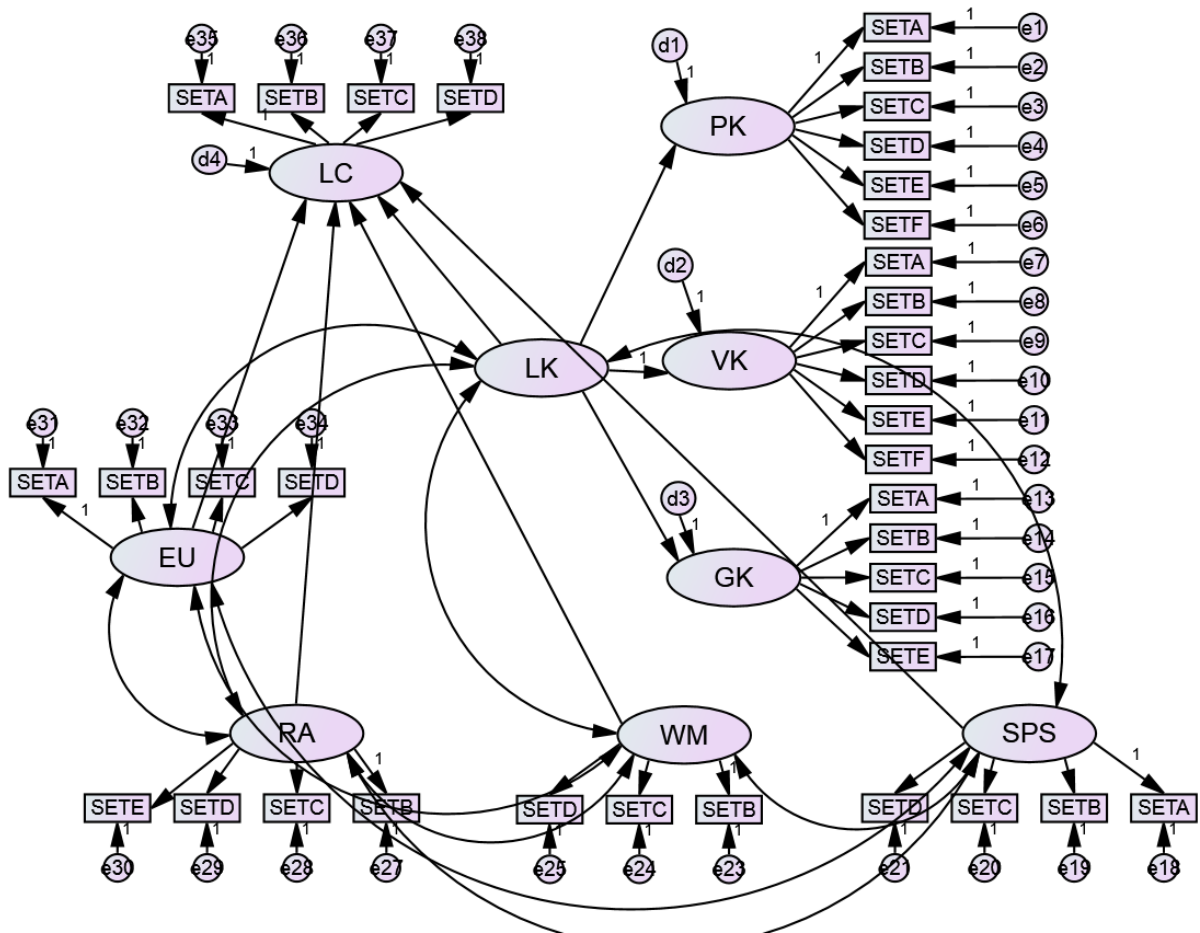 e35 e36 e37 e38
1 1 1 1
SETA SETB SETC SETD
1
d4 1 LC
d1
1
PK
1 SETA 1 e1
SETB 1 e2
SETC 1 e3
SETD 1 e4
SETE 1 e5
SETF 1 e6
d2
1
VK
1 SETA 1 e7
SETB 1 e8
SETC 1 e9
SETD 1 e10
SETE 1 e11
SETF 1 e12
LK 1
d3
1
GK
1 SETA 1 e13
SETB 1 e14
SETC 1 e15
SETD 1 e16
SETE 1 e17
e31 e32 e33 e34
1 1 1 1
SETA SETB SETC SETD
1
EU
RA WM SPS
1 1 1
SETE SETD SETC SETB SETD SETC SETB SETD SETC SETB SETA
1 1 1 1 1 1 1 1 1 1 1
e30 e29 e28 e27 e25 e24 e23 e21 e20 e19 e18